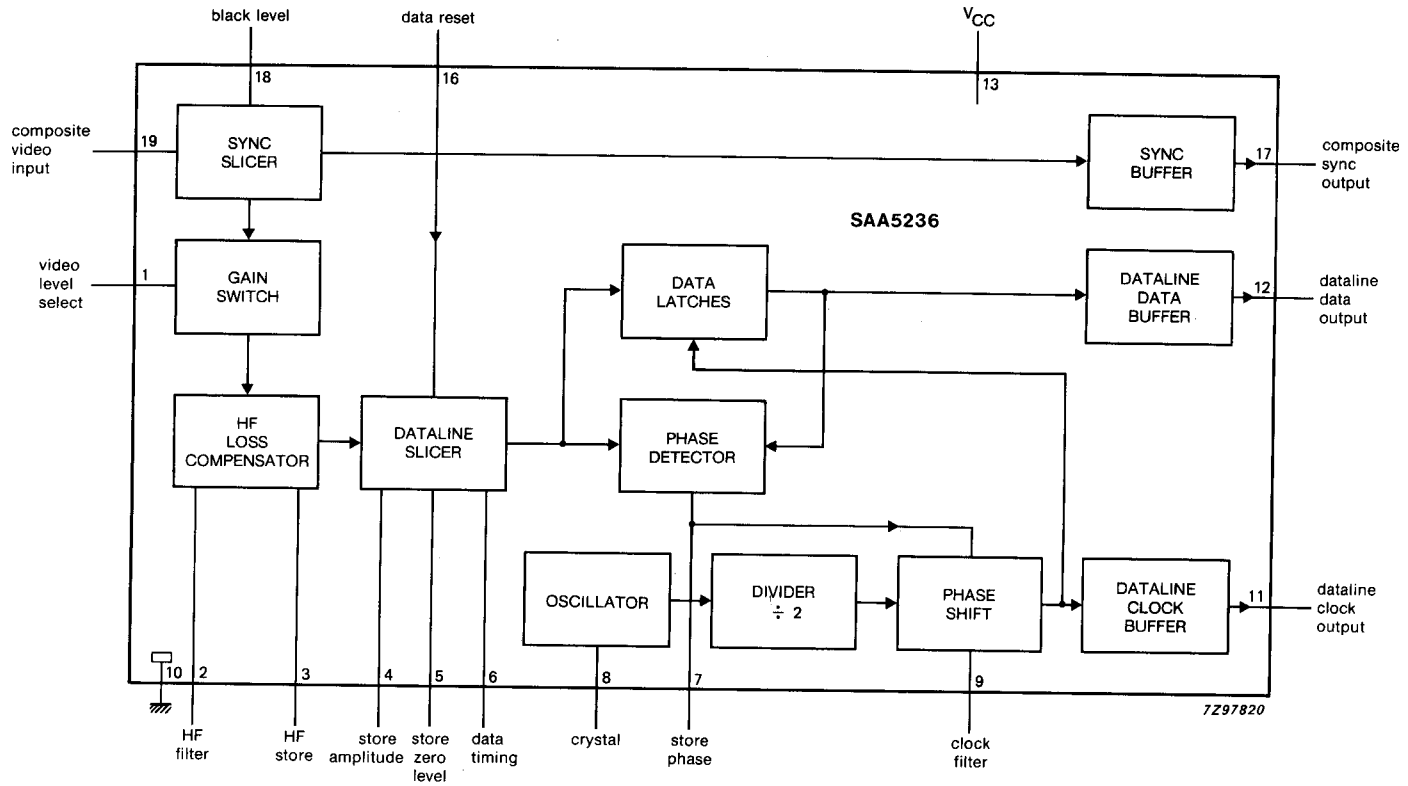 black level
data reset
VCC
18
16
13
composite
video
input
19
SYNC
SLICER
SYNC
BUFFER
17
composite
sync
output
SAA5236
video
level
select
1
GAIN
SWITCH
DATA
LATCHES
DATALINE
DATA
BUFFER
12
dataline
data
output
HF
LOSS
COMPENSATOR
DATALINE
SLICER
PHASE
DETECTOR
OSCILLATOR
DIVIDER
÷ 2
PHASE
SHIFT
DATALINE
CLOCK
BUFFER
11
dataline
clock
output
10
2
3
4
5
6
8
7
9
7Z97820
HF
filter
HF
store
store
amplitude
store
zero
level
data
timing
crystal
store
phase
clock
filter